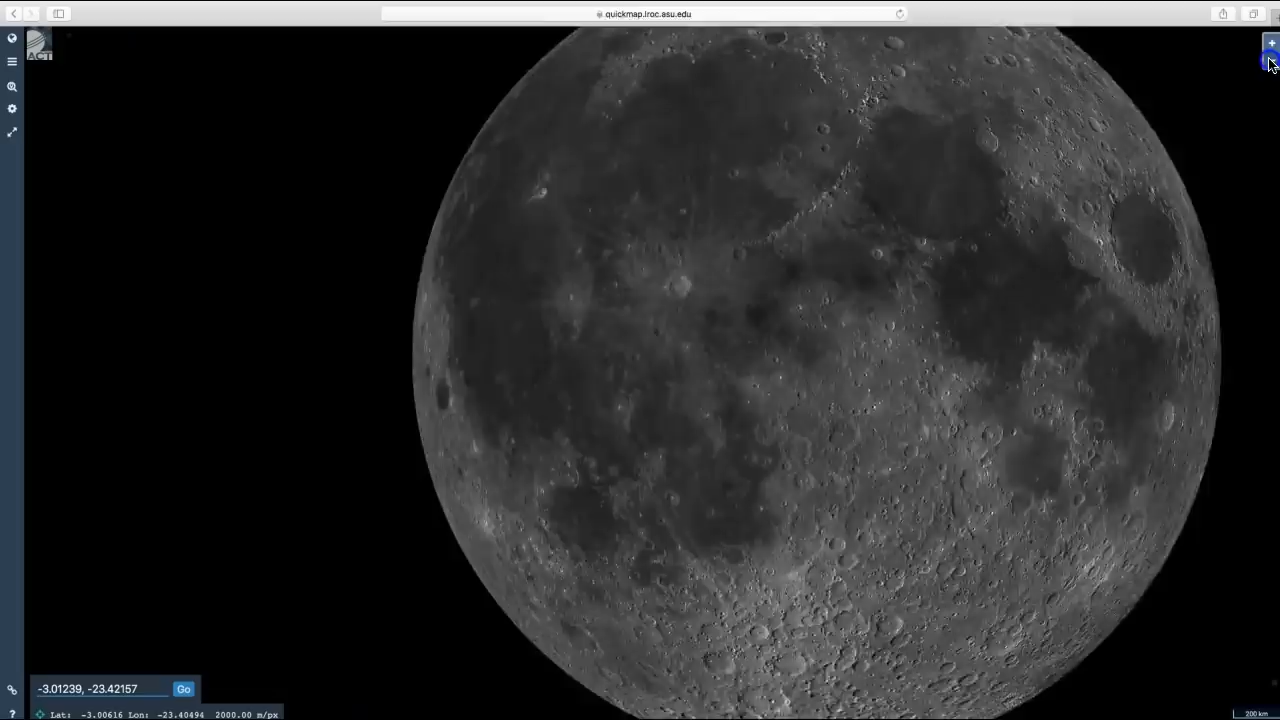 quickmap.lroc.asu.edu
ACT
-3.01239, -23.42157 Go
Lat: -3.00616 Lon: -23.40494 2000.00 m/px
200 km